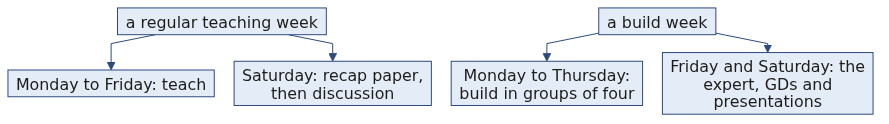 a regular teaching week
Monday to Friday: teach
Saturday: recap paper,
then discussion
a build week
Monday to Thursday:
build in groups of four
Friday and Saturday: the
expert, GDs and
presentations